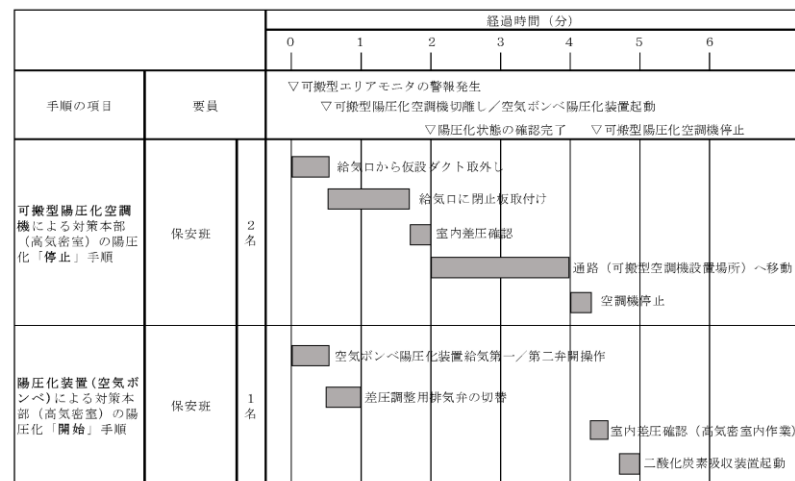 経過時間(分)
0 1 2 3 4 5 6
手順の項目
要員
▽可搬型エリアモニタの警報発生
▽可搬型陽圧化空調機切離し/空気ボンベ陽圧化装置起動
▽陽圧化状態の確認完了
▽可搬型陽圧化空調機停止
可搬型陽圧化空調
機による対策本部
(高気密室)の陽圧
化「停止」手順
保安班
2
名
給気口から仮設ダクト取外し
給気口に閉止板取付け
室内差圧確認
通路(可搬型空調機設置場所)へ移動
空調機停止
陽圧化装置(空気ボ
ンベ)による対策本
部(高気密室)の陽
圧化「開始」手順
保安班
1
名
空気ボンベ陽圧化装置給気第一/第二弁開操作
差圧調整用排気弁の切替
室内差圧確認(高気密室内作業)
二酸化炭素吸収装置起動